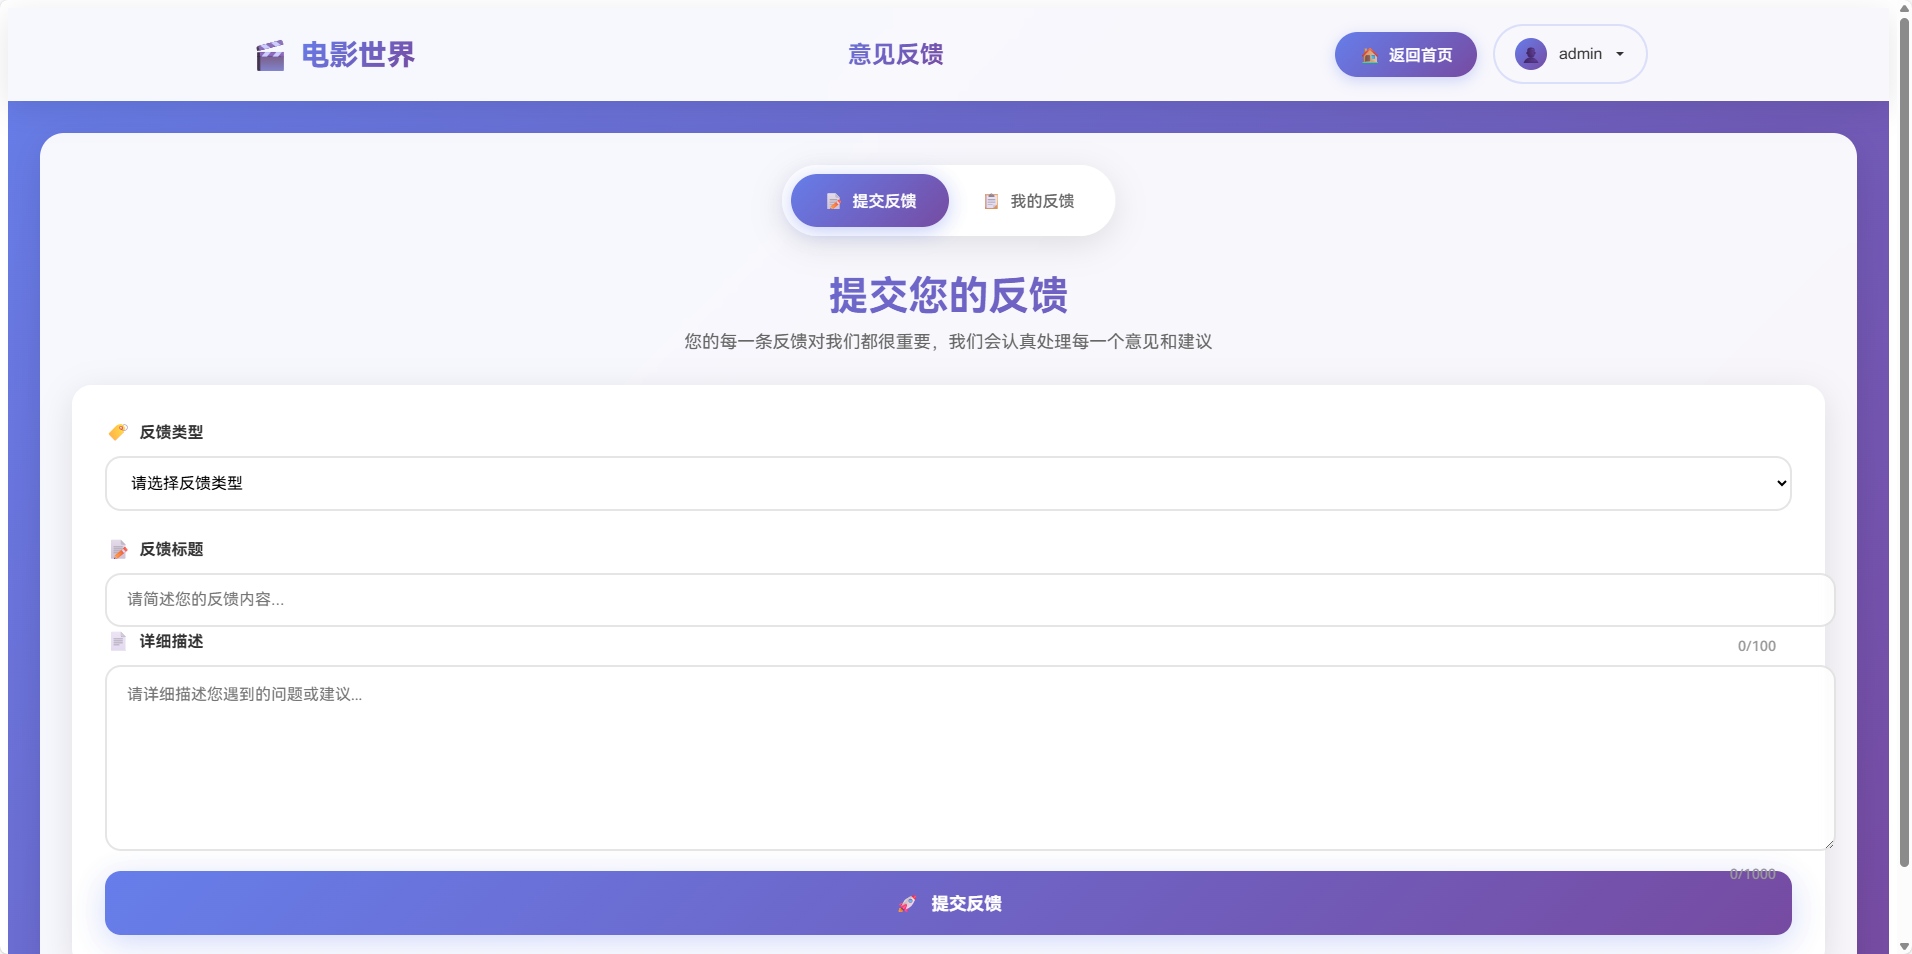 电影世界
意见反馈
返回首页
admin
提交反馈
我的反馈
提交您的反馈
您的每一条反馈对我们都很重要，我们会认真处理每一个意见和建议
反馈类型
请选择反馈类型
反馈标题
请简述您的反馈内容...
详细描述
0/100
请详细描述您遇到的问题或建议...
0/1000
提交反馈